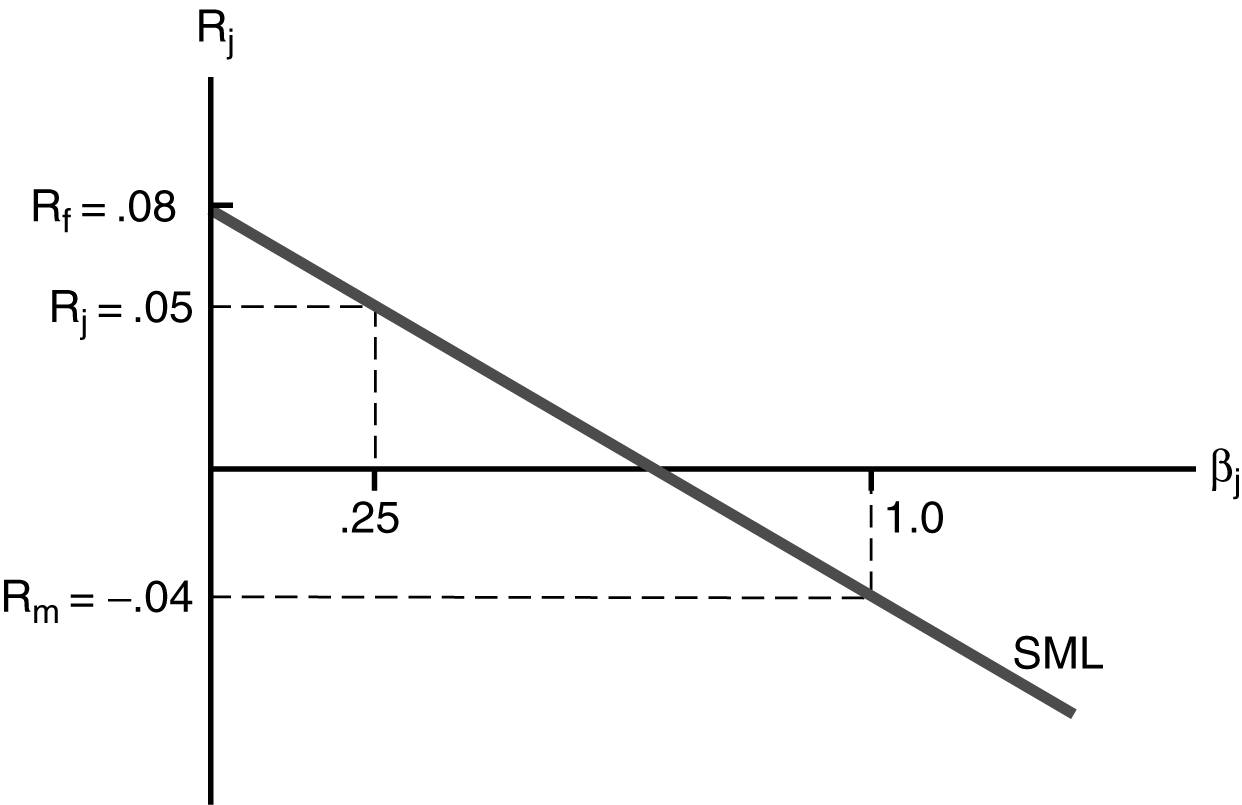 Rj
Rf = .08
Rj = .05
βj
.25
1.0
Rm = –.04
SML